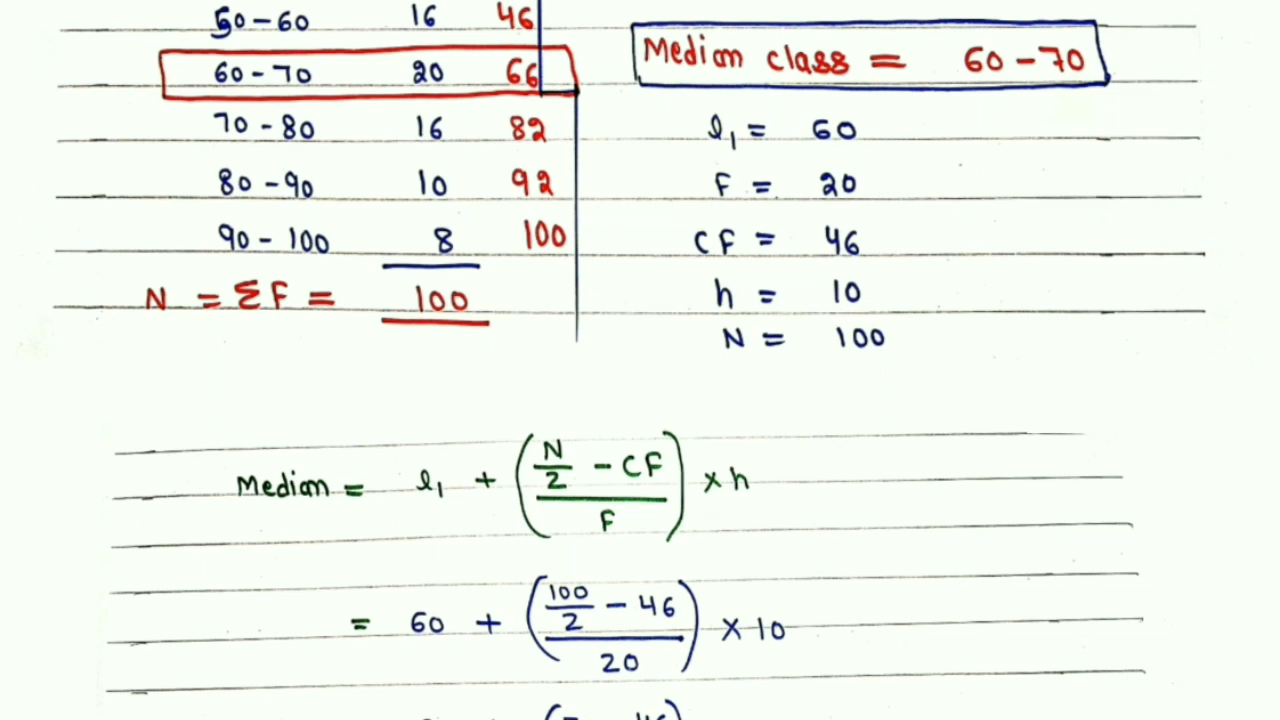 50-60 16 46
60-70 20 66
70-80 16 82
80-90 10 92
90-100 8 100
N = ΣF = 100
Median class = 60-70
l₁ = 60
F = 20
CF = 46
h = 10
N = 100
Median = l₁ + ( (N/2 - CF) / F ) × h
= 60 + ( (100/2 - 46) / 20 ) × 10